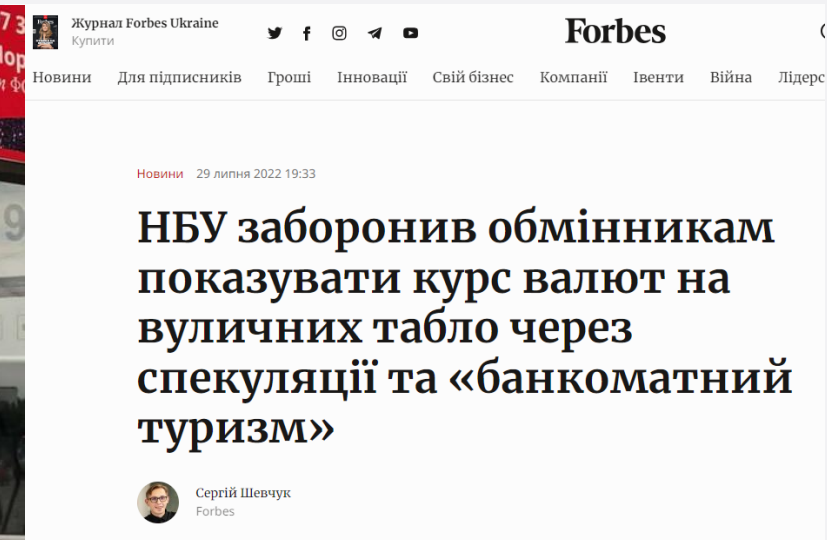 Журнал Forbes Ukraine
Купити
Forbes
Новини Для підписників Гроші Інновації Свій бізнес Компанії Івенти Війна Лідерс
Новини 29 липня 2022 19:33
НБУ заборонив обмінникам
показувати курс валют на
вуличних табло через
спекуляції та «банкоматний
туризм»
Сергій Шевчук
Forbes